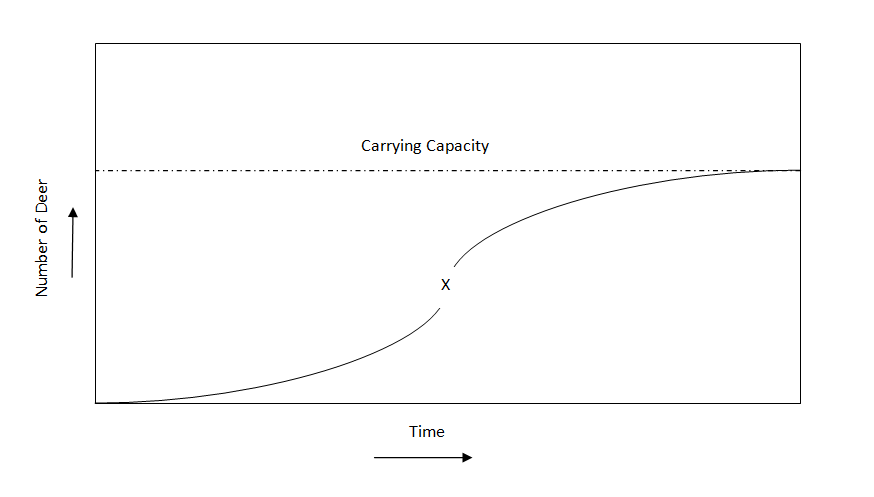 Carrying Capacity
Number of Deer
X
Time